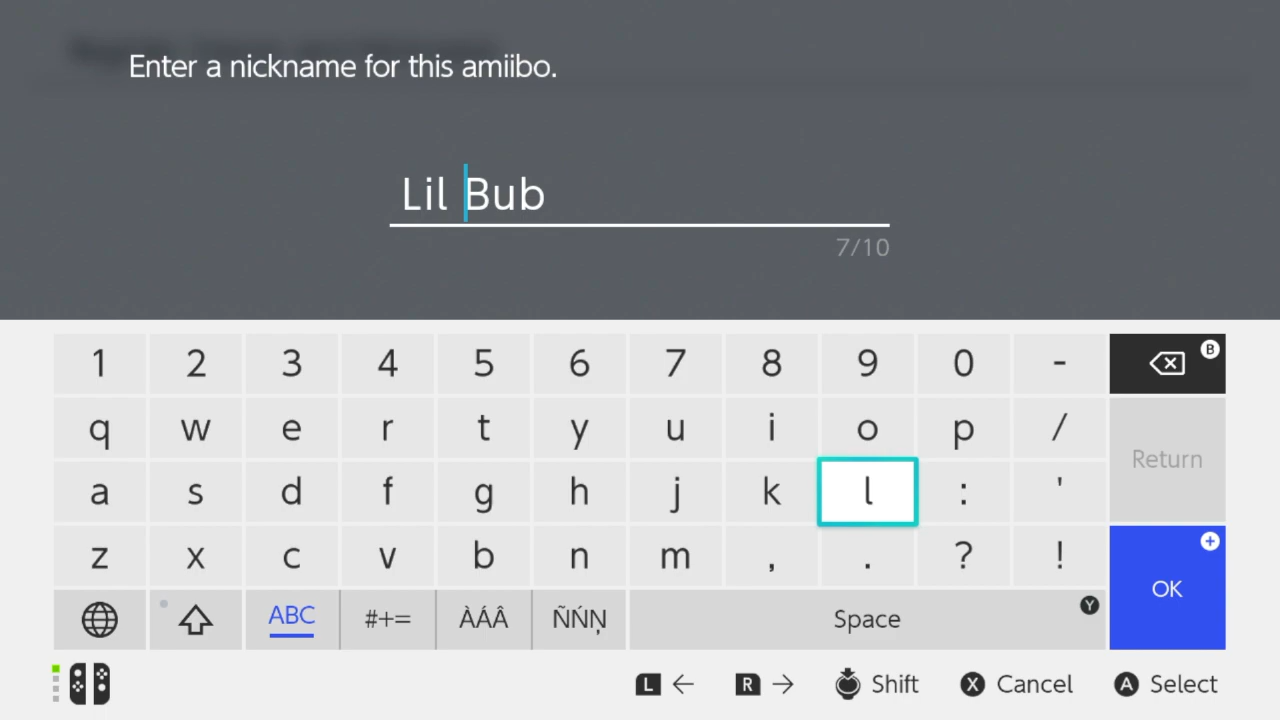 Enter a nickname for this amiibo.
Lil Bub
7/10
1 2 3 4 5 6 7 8 9 0 - B
q w e r t y u i o p / Return
a s d f g h j k l : '
z x c v b n m , . ? ! + OK
ABC #+= ÀÁÂ ÑŃŅ Space Y
L ← R → Shift X Cancel A Select